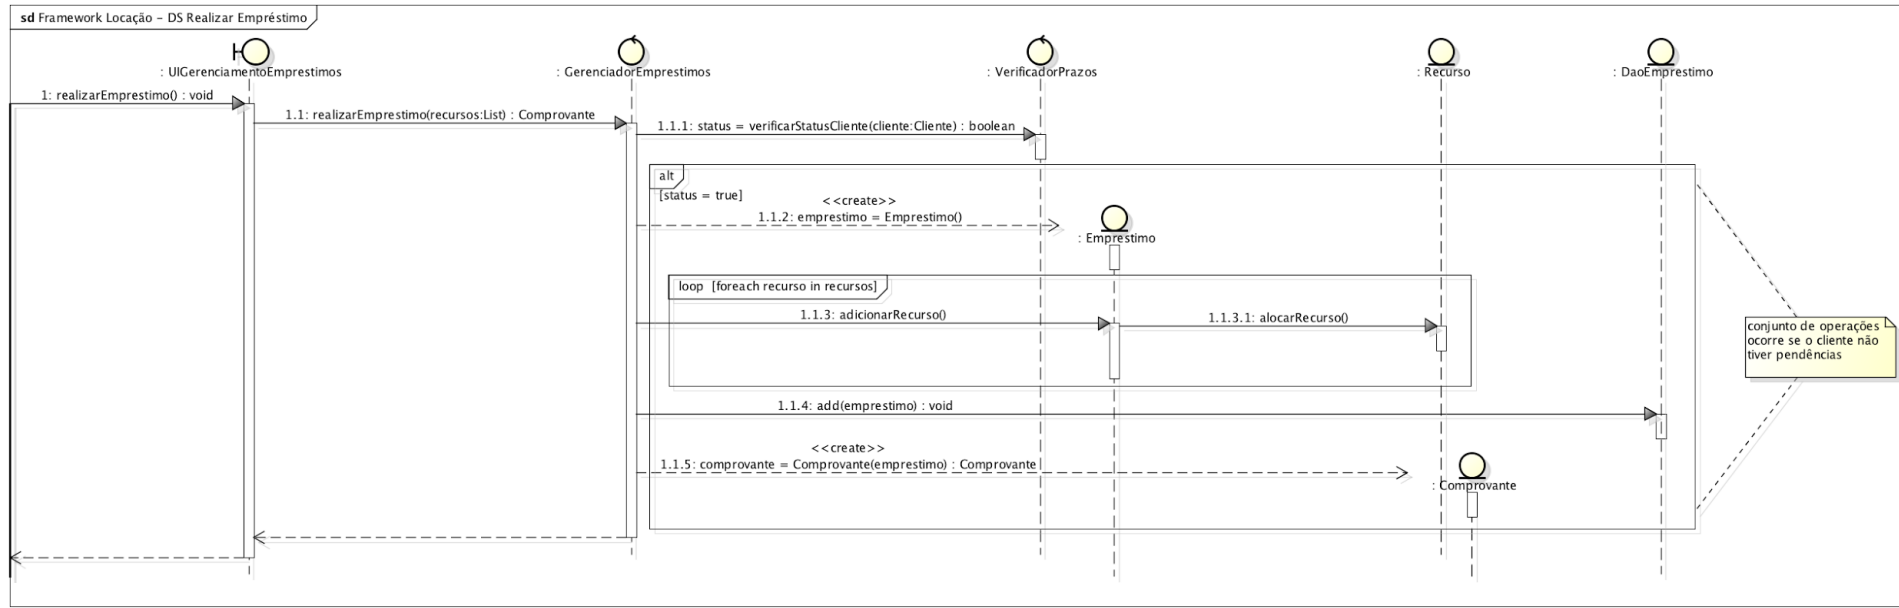 sd Framework Locação - DS Realizar Empréstimo
: UIGerenciamentoEmprestimos
: GerenciadorEmprestimos
: VerificadorPrazos
: Recurso
: DaoEmprestimo
1: realizarEmprestimo() : void
1.1: realizarEmprestimo(recursos:List) : Comprovante
1.1.1: status = verificarStatusCliente(cliente:Cliente) : boolean
alt
[status = true]
<<create>>
1.1.2: emprestimo = Emprestimo()
: Emprestimo
loop [foreach recurso in recursos]
1.1.3: adicionarRecurso()
1.1.3.1: alocarRecurso()
conjunto de operações
ocorre se o cliente não
tiver pendências
1.1.4: add(emprestimo) : void
<<create>>
1.1.5: comprovante = Comprovante(emprestimo) : Comprovante
: Comprovante